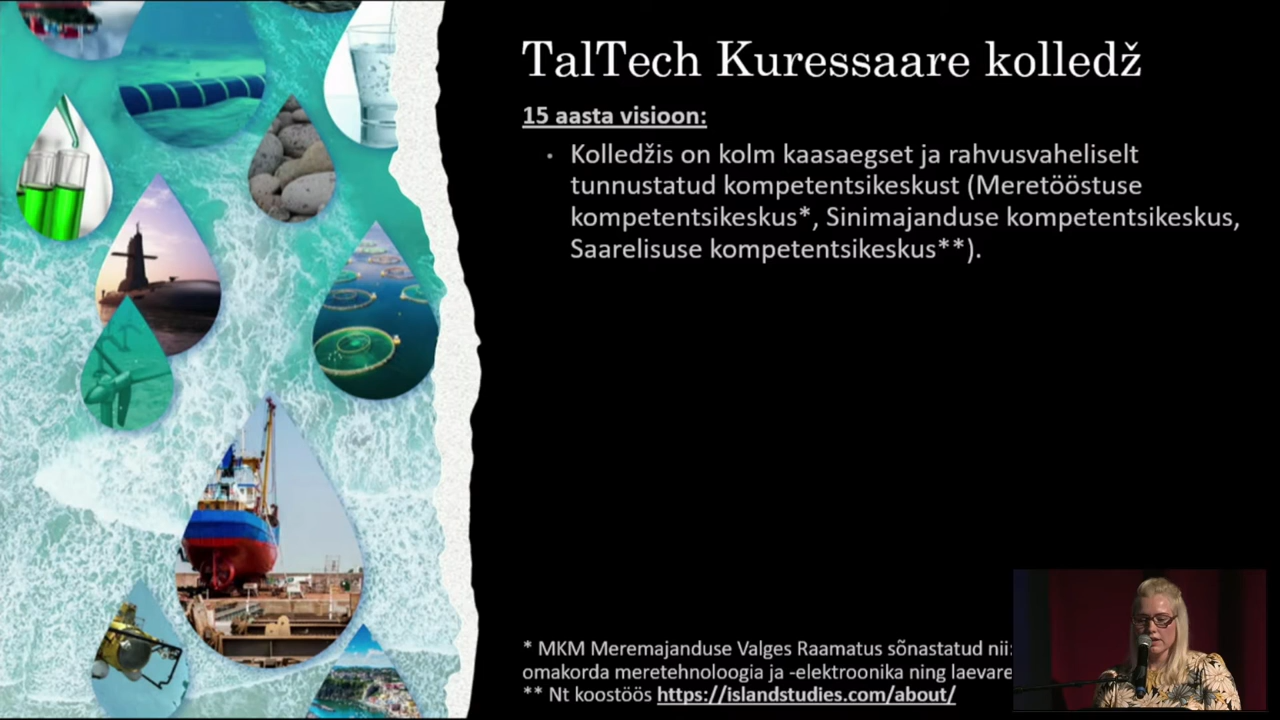 TalTech Kuressaare kolledž
15 aasta visioon:
• Kolledžis on kolm kaasaegset ja rahvusvaheliselt
tunnustatud kompetentsikeskust (Meretööstuse
kompetentsikeskus*, Sinimajanduse kompetentsikeskus,
Saarelisuse kompetentsikeskus**).
* MKM Meremajanduse Valges Raamatus sõnastatud nii:
omakorda meretehnoloogia ja -elektroonika ning laevare
** Nt koostöös https://islandstudies.com/about/